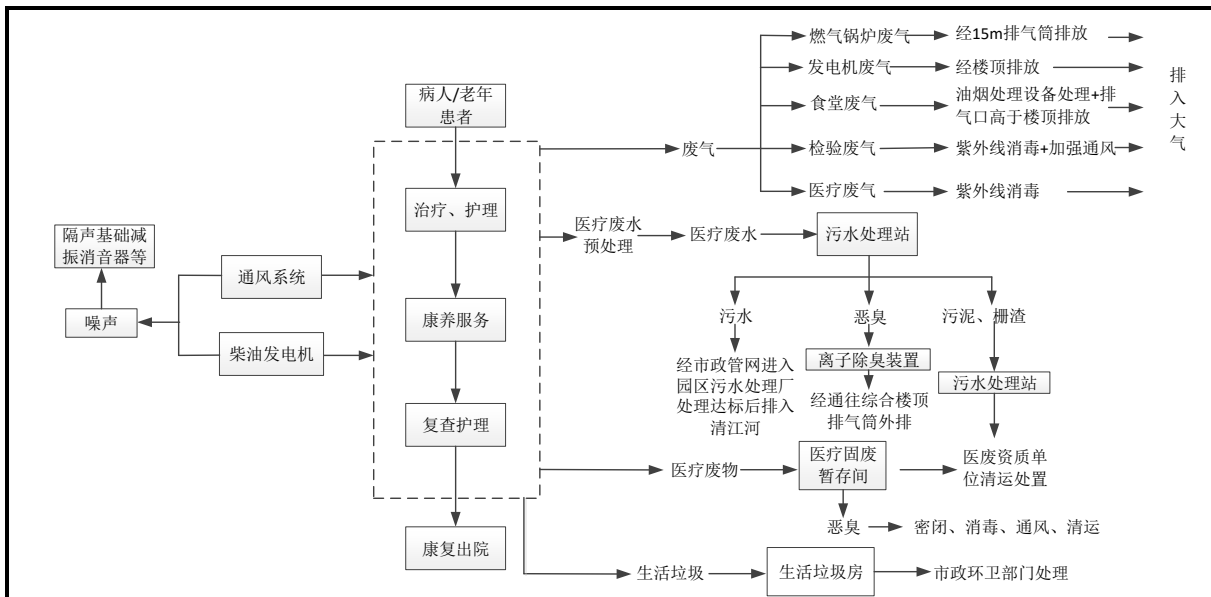 燃气锅炉废气
经15m排气筒排放
发电机废气
经楼顶排放
食堂废气
油烟处理设备处理+排
气口高于楼顶排放
检验废气
紫外线消毒+加强通风
医疗废气
紫外线消毒
排
入
大
气
废气
病人/老年
患者
治疗、护理
康养服务
复查护理
康复出院
隔声基础减
振消音器等
噪声
通风系统
柴油发电机
医疗废水
预处理
医疗废水
污水处理站
污水
恶臭
污泥、栅渣
经市政管网进入
园区污水处理厂
处理达标后排入
清江河
离子除臭装置
经通往综合楼顶
排气筒外排
污水处理站
医疗废物
医疗固废
暂存间
医废资质单
位清运处置
恶臭
密闭、消毒、通风、清运
生活垃圾
生活垃圾房
市政环卫部门处理